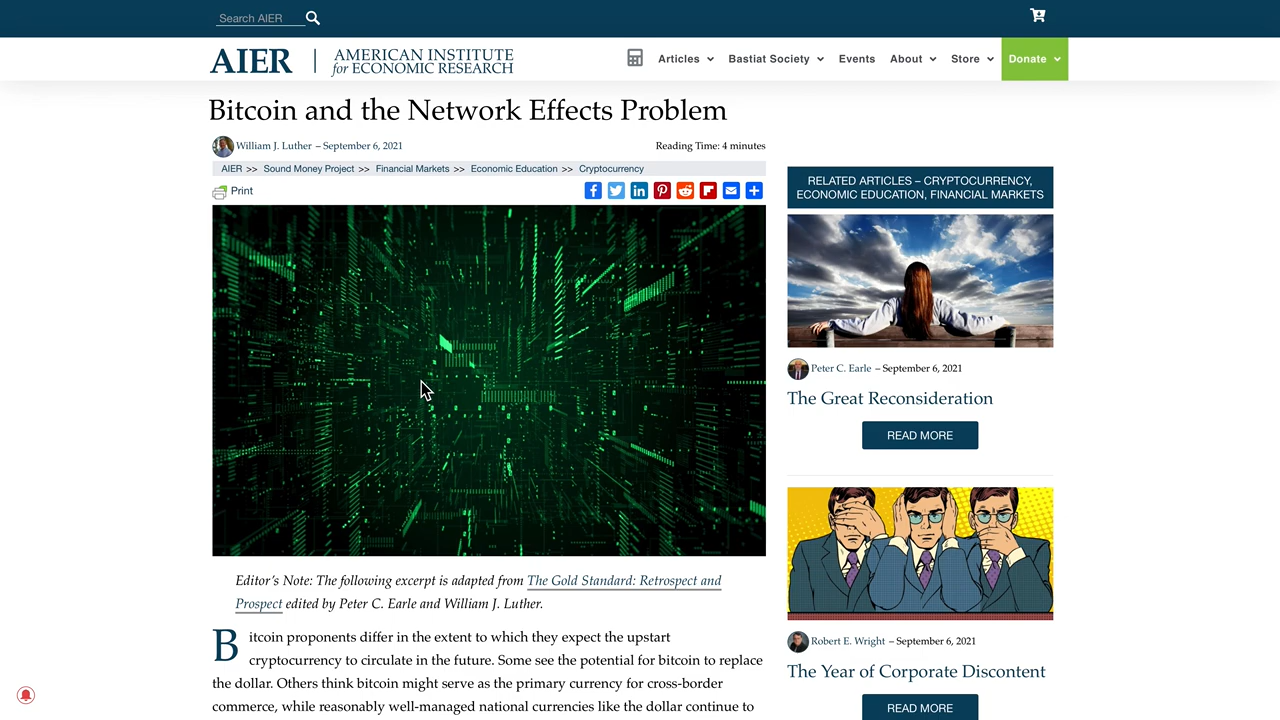 Search AIER
AIER | AMERICAN INSTITUTE
for ECONOMIC RESEARCH
Articles
Bastiat Society
Events
About
Store
Donate
Bitcoin and the Network Effects Problem
William J. Luther – September 6, 2021
Reading Time: 4 minutes
AIER >> Sound Money Project >> Financial Markets >> Economic Education >> Cryptocurrency
Print
Editor’s Note: The following excerpt is adapted from The Gold Standard: Retrospect and
Prospect edited by Peter C. Earle and William J. Luther.
Bitcoin proponents differ in the extent to which they expect the upstart
cryptocurrency to circulate in the future. Some see the potential for bitcoin to replace
the dollar. Others think bitcoin might serve as the primary currency for cross-border
commerce, while reasonably well-managed national currencies like the dollar continue to
RELATED ARTICLES – CRYPTOCURRENCY,
ECONOMIC EDUCATION, FINANCIAL MARKETS
Peter C. Earle – September 6, 2021
The Great Reconsideration
READ MORE
Robert E. Wright – September 6, 2021
The Year of Corporate Discontent
READ MORE